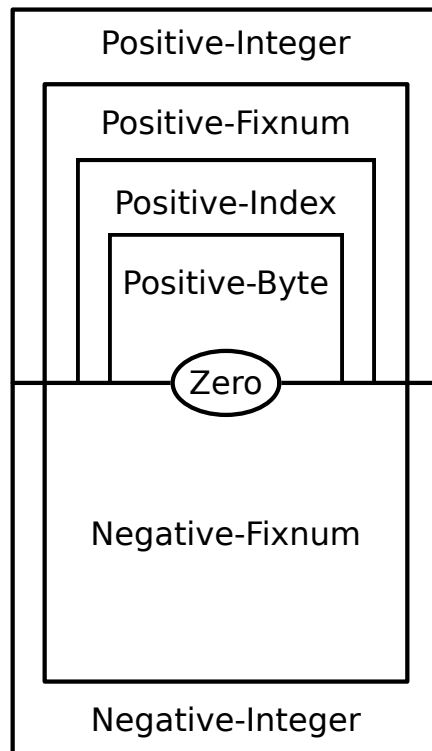 Positive-Integer
Positive-Fixnum
Positive-Index
Positive-Byte
Zero
Negative-Fixnum
Negative-Integer